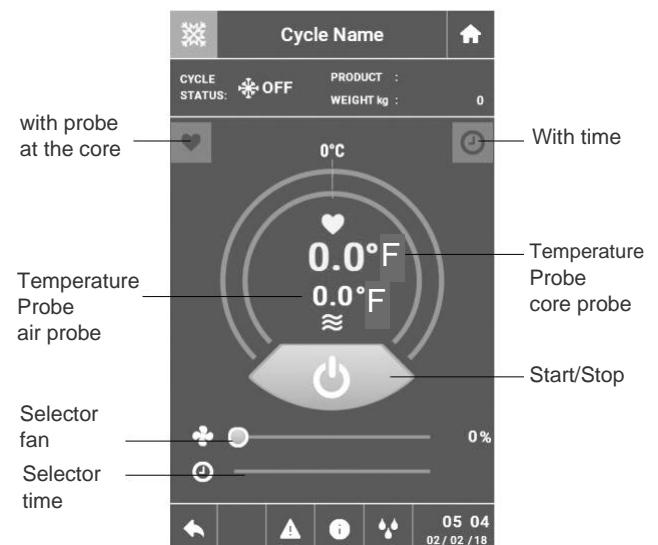 Cycle Name
CYCLE
STATUS:
OFF
PRODUCT :
WEIGHT kg : 0
with probe
at the core
With time
0°C
0.0°F
0.0°F
Temperature
Probe
core probe
Temperature
Probe
air probe
Start/Stop
Selector
fan
0%
Selector
time
05 04
02/02/18